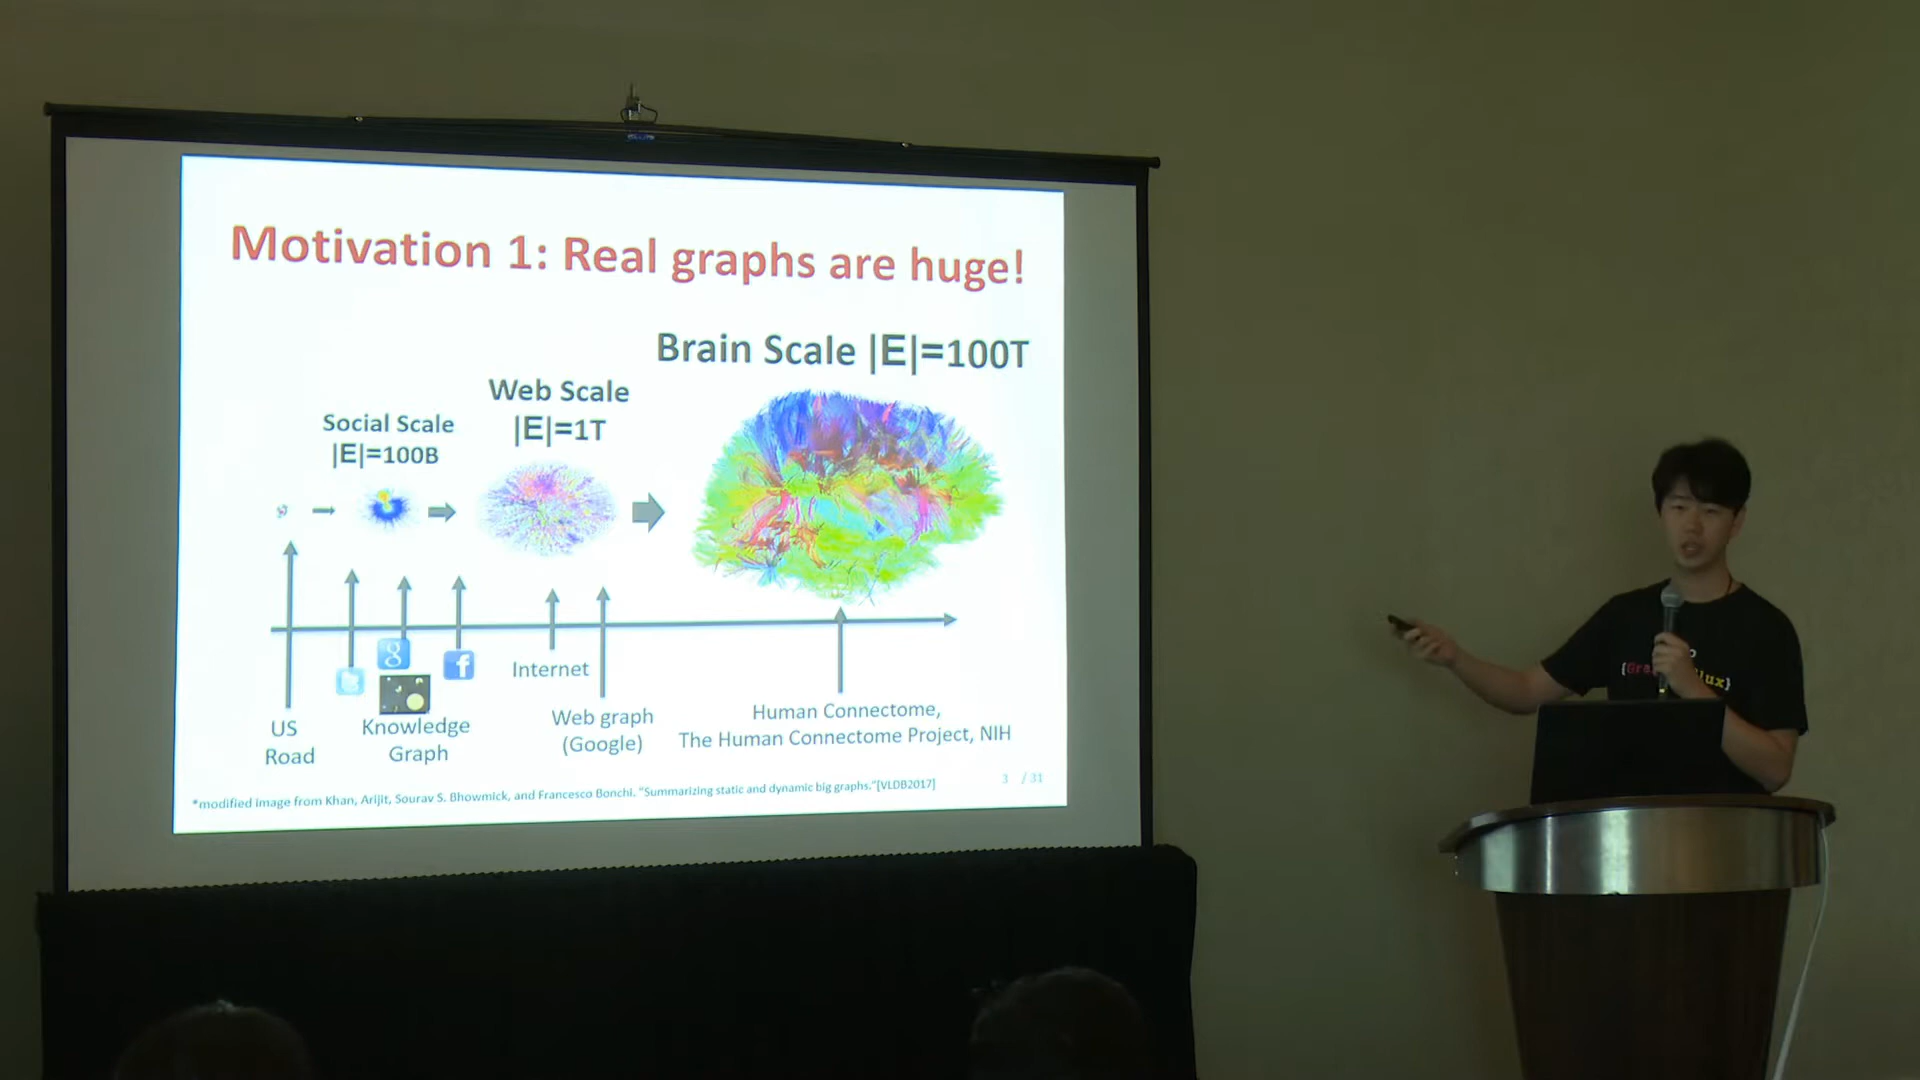 Motivation 1: Real graphs are huge!
Brain Scale |E|=100T
Web Scale
|E|=1T
Social Scale
|E|=100B
g
f
Internet
US
Road
Knowledge
Graph
Web graph
(Google)
Human Connectome,
The Human Connectome Project, NIH
3 / 31
*modified image from Khan, Arijit, Sourav S. Bhowmick, and Francesco Bonchi. "Summarizing static and dynamic big graphs."[VLDB2017]